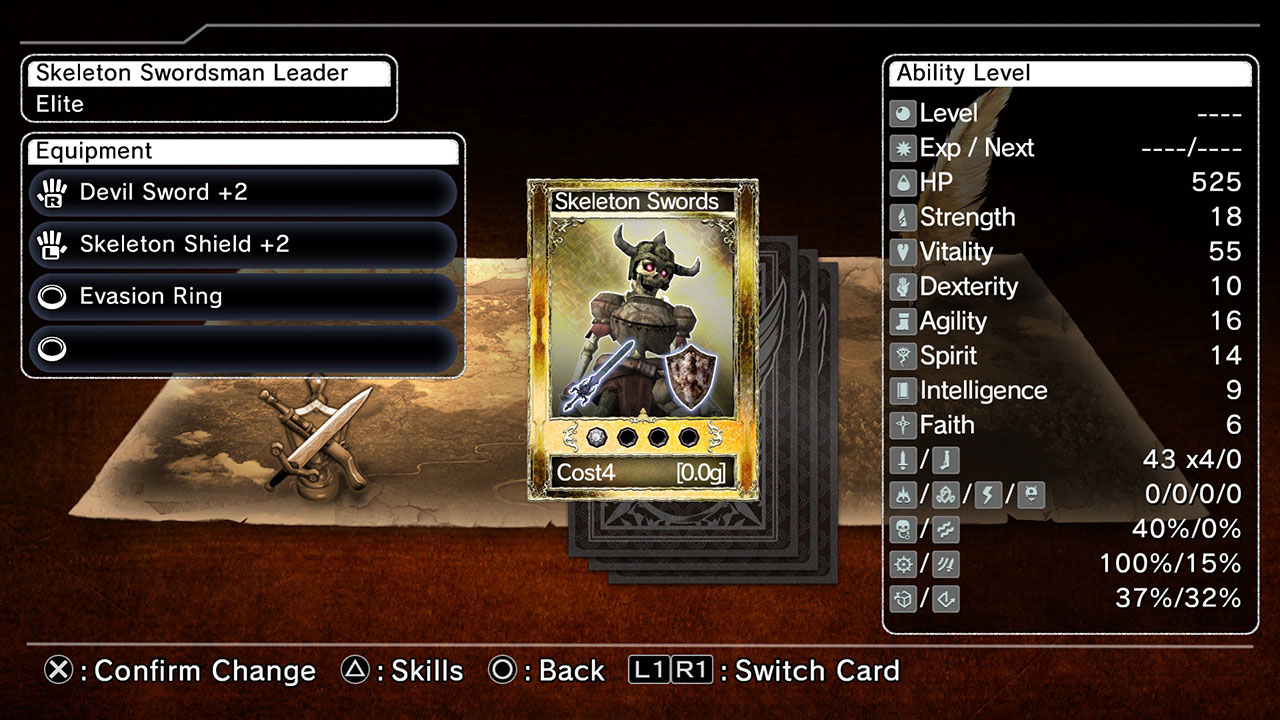 Skeleton Swordsman Leader
Elite
Equipment
R Devil Sword +2
L Skeleton Shield +2
Evasion Ring
Skeleton Swords
Cost4 [0.0g]
Ability Level
Level ----
Exp / Next ----/----
HP 525
Strength 18
Vitality 55
Dexterity 10
Agility 16
Spirit 14
Intelligence 9
Faith 6
/ 43 x4/0
/ / / 0/0/0/0
/ 40%/0%
/ 100%/15%
/ 37%/32%
: Confirm Change : Skills : Back L1 R1 : Switch Card